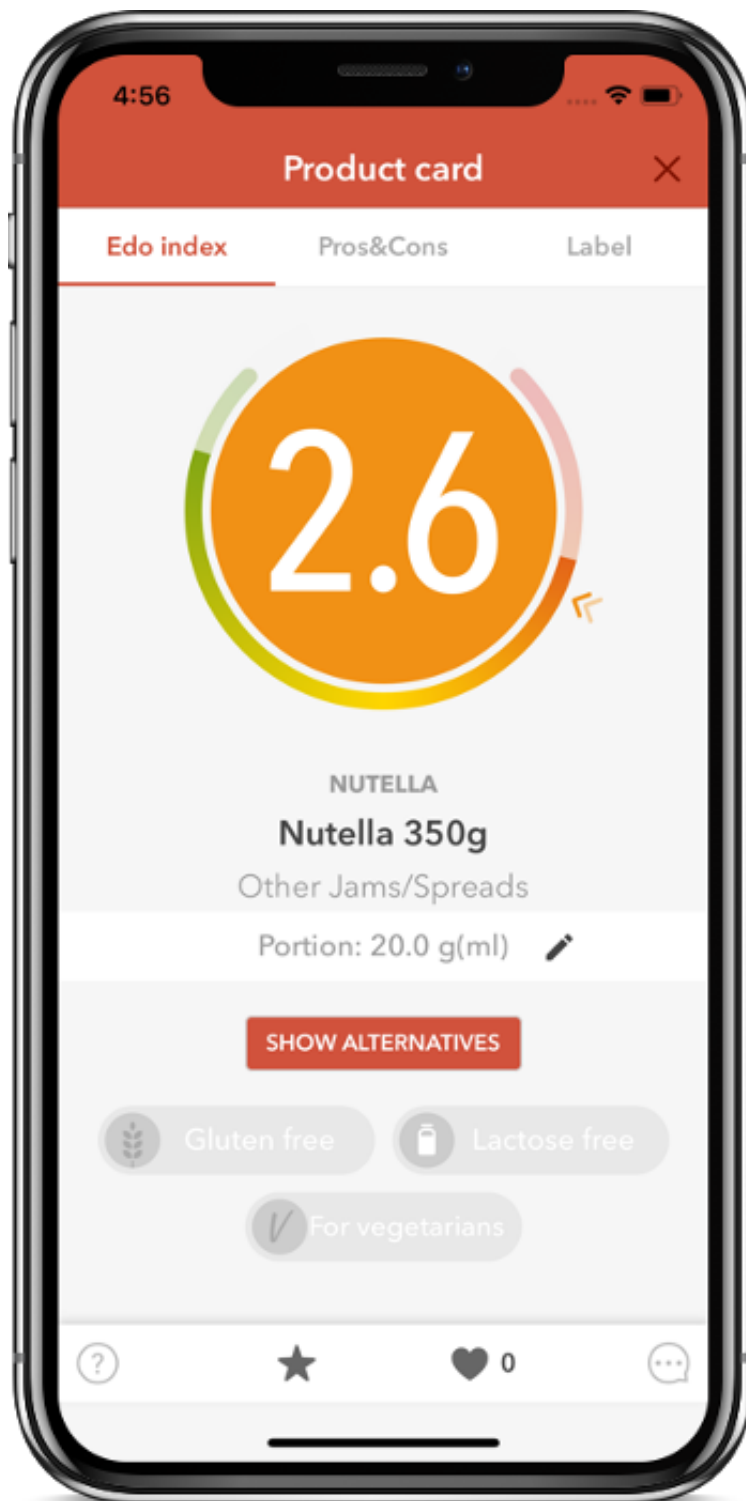 4:56
Product card
Edo index Pros&Cons Label
2.6
NUTELLA
Nutella 350g
Other Jams/Spreads
Portion: 20.0 g(ml)
SHOW ALTERNATIVES
Gluten free Lactose free
V For vegetarians
? 0